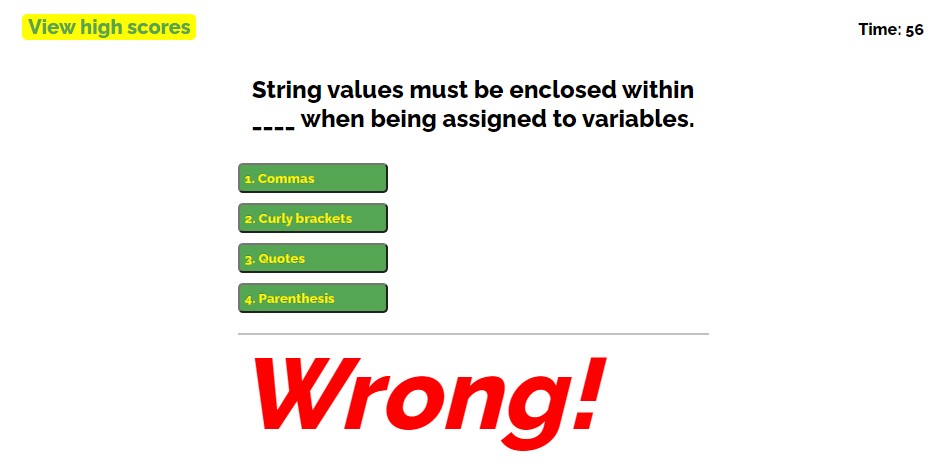 View high scores
Time: 56
String values must be enclosed within
____ when being assigned to variables.
1. Commas
2. Curly brackets
3. Quotes
4. Parenthesis
Wrong!